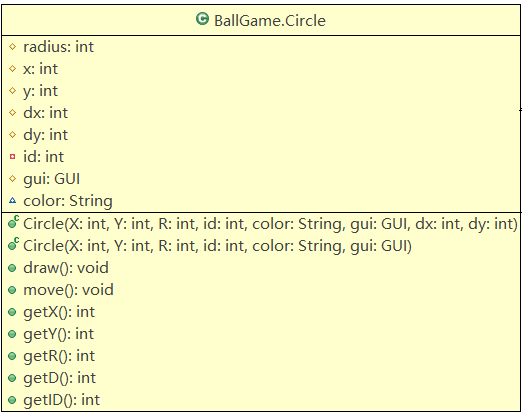 BallGame.Circle
radius: int
x: int
y: int
dx: int
dy: int
id: int
gui: GUI
color: String
Circle(X: int, Y: int, R: int, id: int, color: String, gui: GUI, dx: int, dy: int)
Circle(X: int, Y: int, R: int, id: int, color: String, gui: GUI)
draw(): void
move(): void
getX(): int
getY(): int
getR(): int
getD(): int
getID(): int